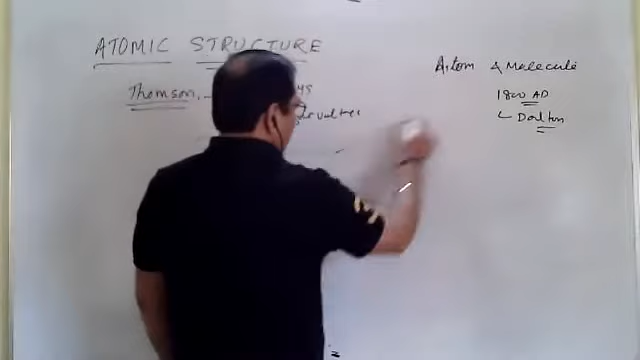 ATOMIC STRUCTURE
Thomson,
Atom & Molecule
1800 AD
Dalton